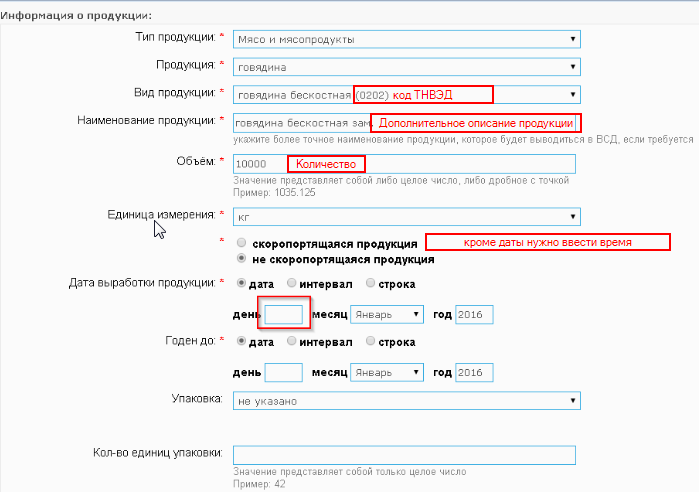 Информация о продукции:
Тип продукции: * Мясо и мясопродукты
Продукция: * говядина
Вид продукции: * говядина бескостная (0202) код ТНВЭД
Наименование продукции: * говядина бескостная зам. Дополнительное описание продукции
укажите более точное наименование продукции, которое будет выводиться в ВСД, если требуется
Объём: * 10000 Количество
Значение представляет собой либо целое число, либо дробное с точкой
Пример: 1035.125
Единица измерения: * кг
* скоропортящаяся продукция кроме даты нужно ввести время
не скоропортящаяся продукция
Дата выработки продукции: * дата интервал строка
день месяц Январь год 2016
Годен до: * дата интервал строка
день месяц Январь год 2016
Упаковка: не указано
Кол-во единиц упаковки:
Значение представляет собой только целое число
Пример: 42